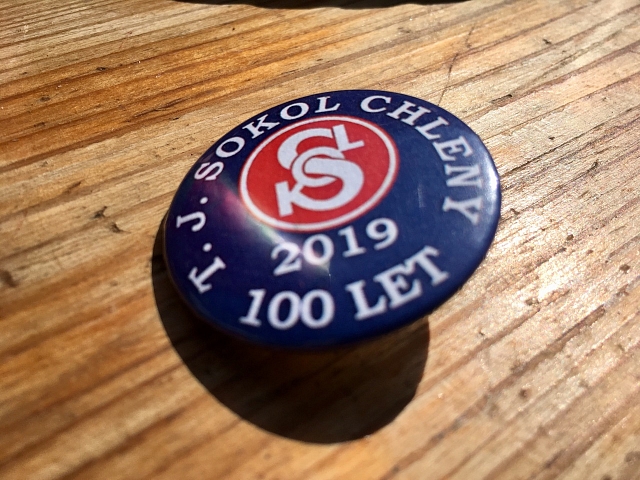 T. J. SOKOL CHLENY
2019
100 LET